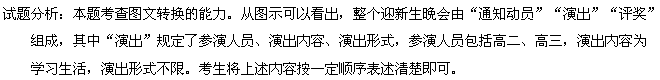 试题分析：本题考查图文转换的能力。从图示可以看出，整个迎新生晚会由“通知动员”“演出”“评奖”
组成，其中“演出”规定了参演人员、演出内容、演出形式，参演人员包括高二、高三，演出内容为
学习生活，演出形式不限。考生将上述内容按一定顺序表述清楚即可。